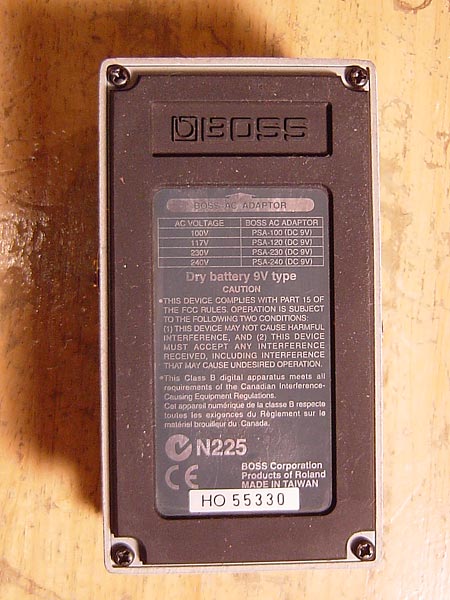 BOSS
BOSS AC ADAPTOR
AC VOLTAGE BOSS AC ADAPTOR
100V PSA-100 (DC 9V)
117V PSA-120 (DC 9V)
230V PSA-230 (DC 9V)
240V PSA-240 (DC 9V)
Dry battery 9V type
CAUTION
•THIS DEVICE COMPLIES WITH PART 15 OF
THE FCC RULES. OPERATION IS SUBJECT
TO THE FOLLOWING TWO CONDITIONS:
(1) THIS DEVICE MAY NOT CAUSE HARMFUL
INTERFERENCE, AND (2) THIS DEVICE
MUST ACCEPT ANY INTERFERENCE
RECEIVED, INCLUDING INTERFERENCE
THAT MAY CAUSE UNDESIRED OPERATION.
•This Class B digital apparatus meets all
requirements of the Canadian Interference-
Causing Equipment Regulations.
Cet appareil numérique de la classe B respecte
toutes les exigences du Règlement sur le
matériel brouilleur du Canada.
N225
CE
BOSS Corporation
Products of Roland
MADE IN TAIWAN
HO 55330